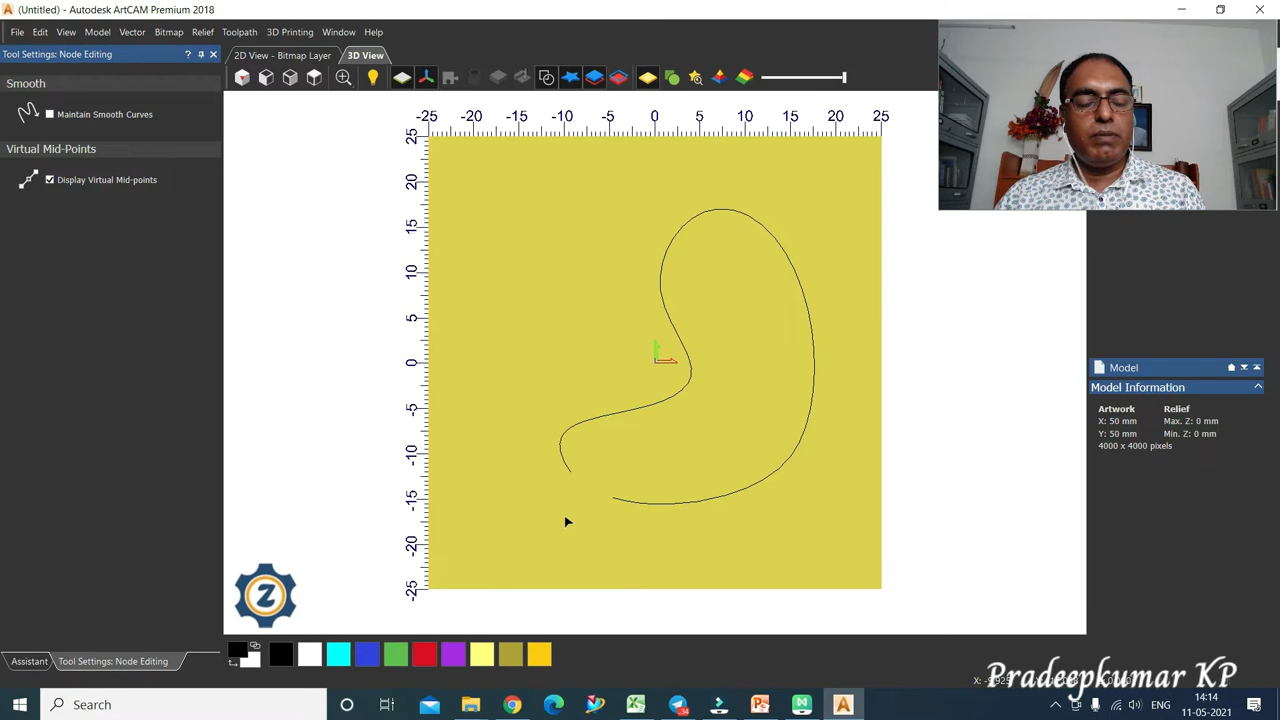 (Untitled) - Autodesk ArtCAM Premium 2018
File Edit View Model Vector Bitmap Relief Toolpath 3D Printing Window Help
Tool Settings: Node Editing ?
2D View - Bitmap Layer 3D View
Smooth
Maintain Smooth Curves
Virtual Mid-Points
Display Virtual Mid-points
-25 -20 -15 -10 -5 0 5 10 15 20 25
25
20
15
10
5
0
-5
-10
-15
-20
-25
Model
Model Information
Artwork Relief
X: 50 mm Max. Z: 0 mm
Y: 50 mm Min. Z: 0 mm
4000 x 4000 pixels
Z
Assistant Tool Settings: Node Editing
Pradeepkumar KP
Search
34
ENG
14:14
11-05-2021